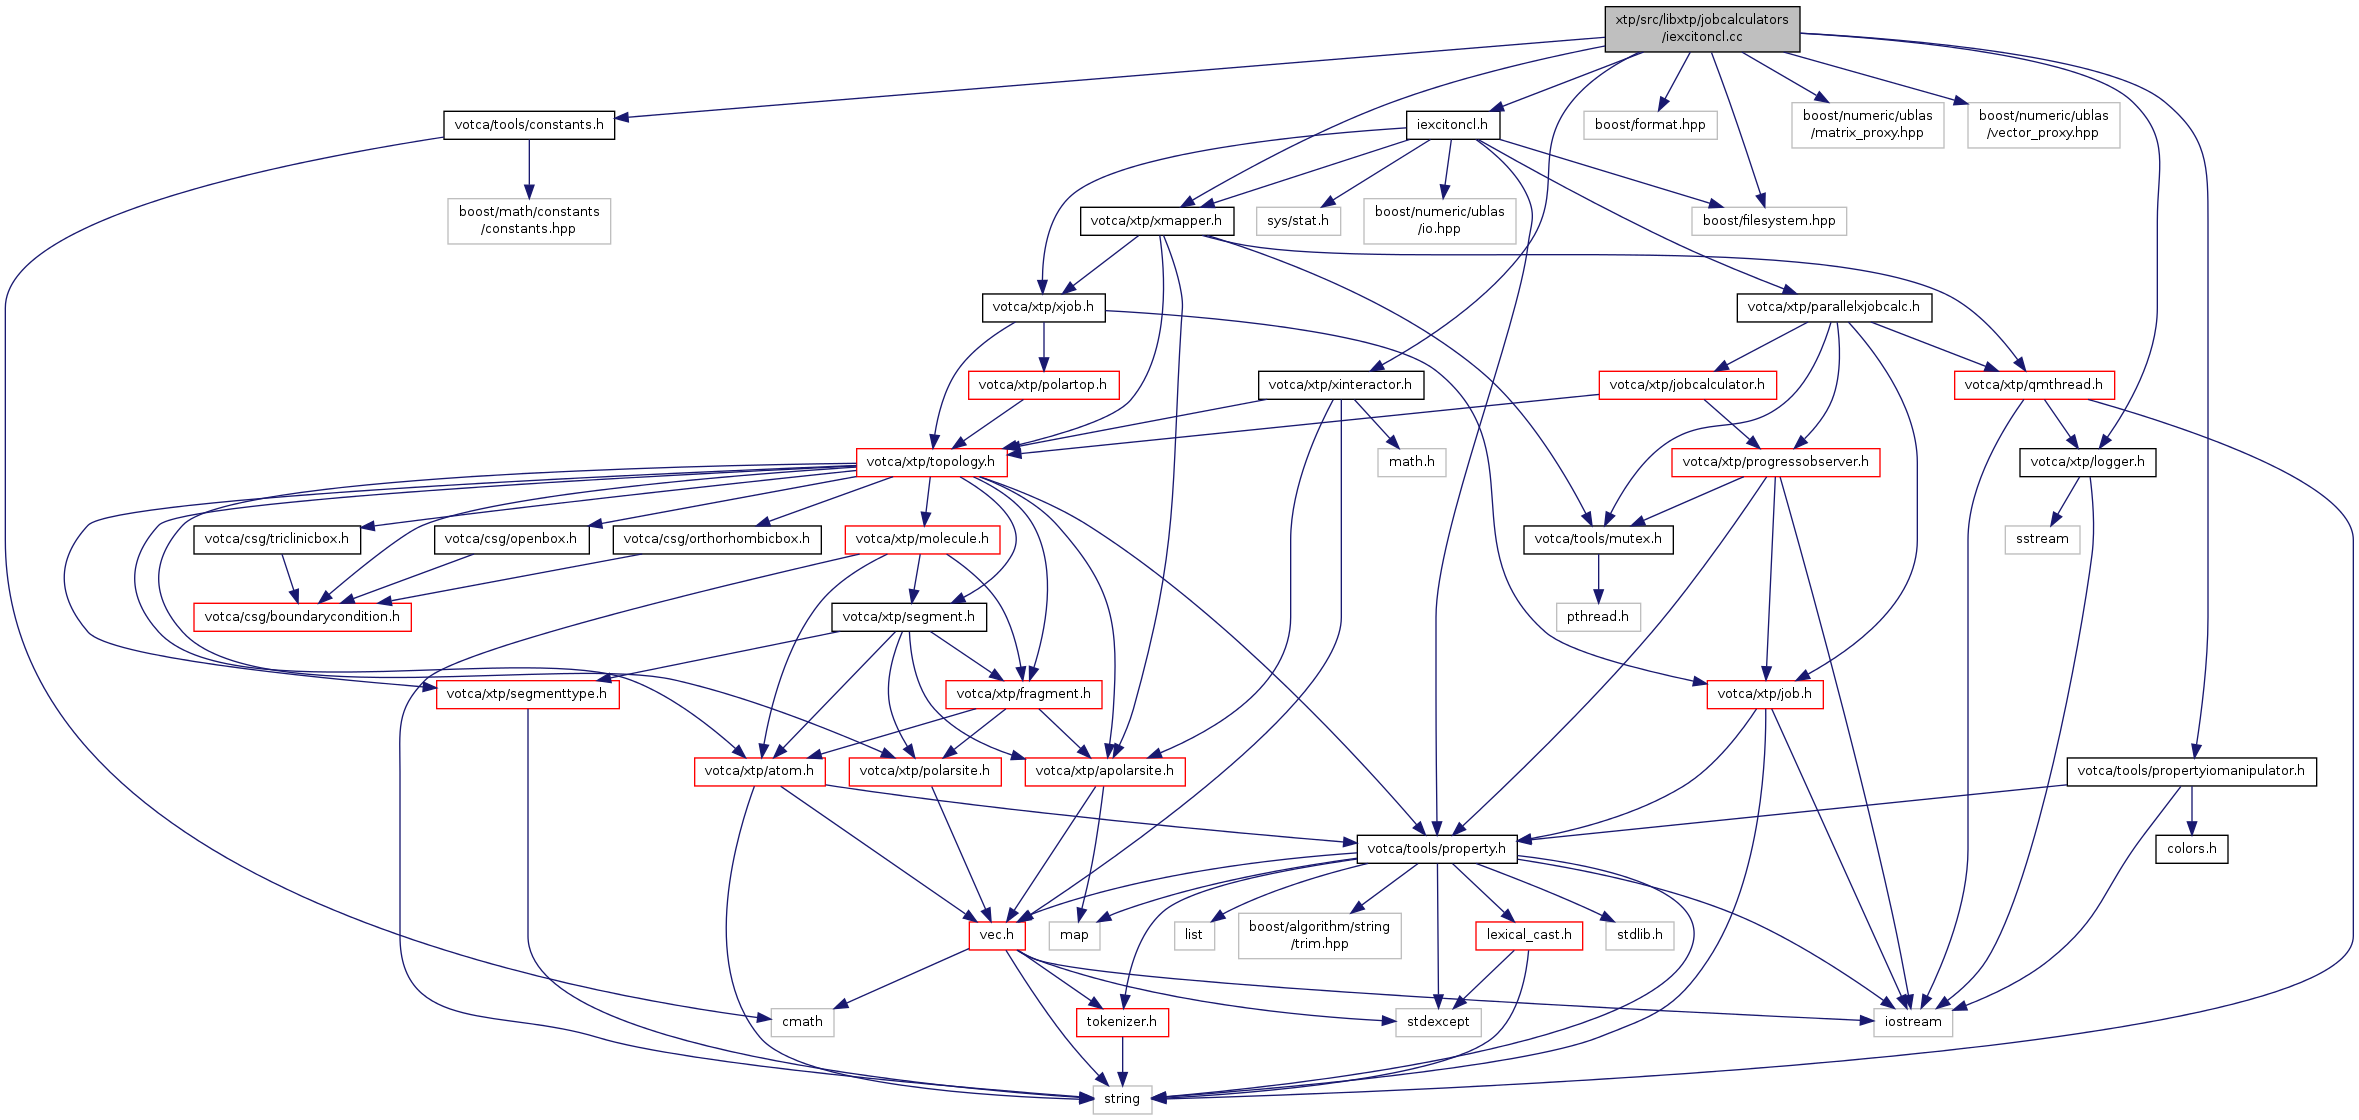 xtp/src/libxtp/jobcalculators
/iexcitoncl.cc
votca/tools/constants.h
iexcitoncl.h
boost/format.hpp
boost/numeric/ublas
/matrix_proxy.hpp
boost/numeric/ublas
/vector_proxy.hpp
boost/math/constants
/constants.hpp
votca/xtp/xmapper.h
sys/stat.h
boost/numeric/ublas
/io.hpp
boost/filesystem.hpp
votca/xtp/xjob.h
votca/xtp/parallelxjobcalc.h
votca/xtp/polartop.h
votca/xtp/xinteractor.h
votca/xtp/jobcalculator.h
votca/xtp/qmthread.h
votca/xtp/topology.h
math.h
votca/xtp/progressobserver.h
votca/xtp/logger.h
votca/csg/triclinicbox.h
votca/csg/openbox.h
votca/csg/orthorhombicbox.h
votca/xtp/molecule.h
votca/tools/mutex.h
sstream
votca/csg/boundarycondition.h
votca/xtp/segment.h
pthread.h
votca/xtp/segmenttype.h
votca/xtp/fragment.h
votca/xtp/job.h
votca/xtp/atom.h
votca/xtp/polarsite.h
votca/xtp/apolarsite.h
votca/tools/propertyiomanipulator.h
votca/tools/property.h
colors.h
vec.h
map
list
boost/algorithm/string
/trim.hpp
lexical_cast.h
stdlib.h
cmath
tokenizer.h
stdexcept
iostream
string